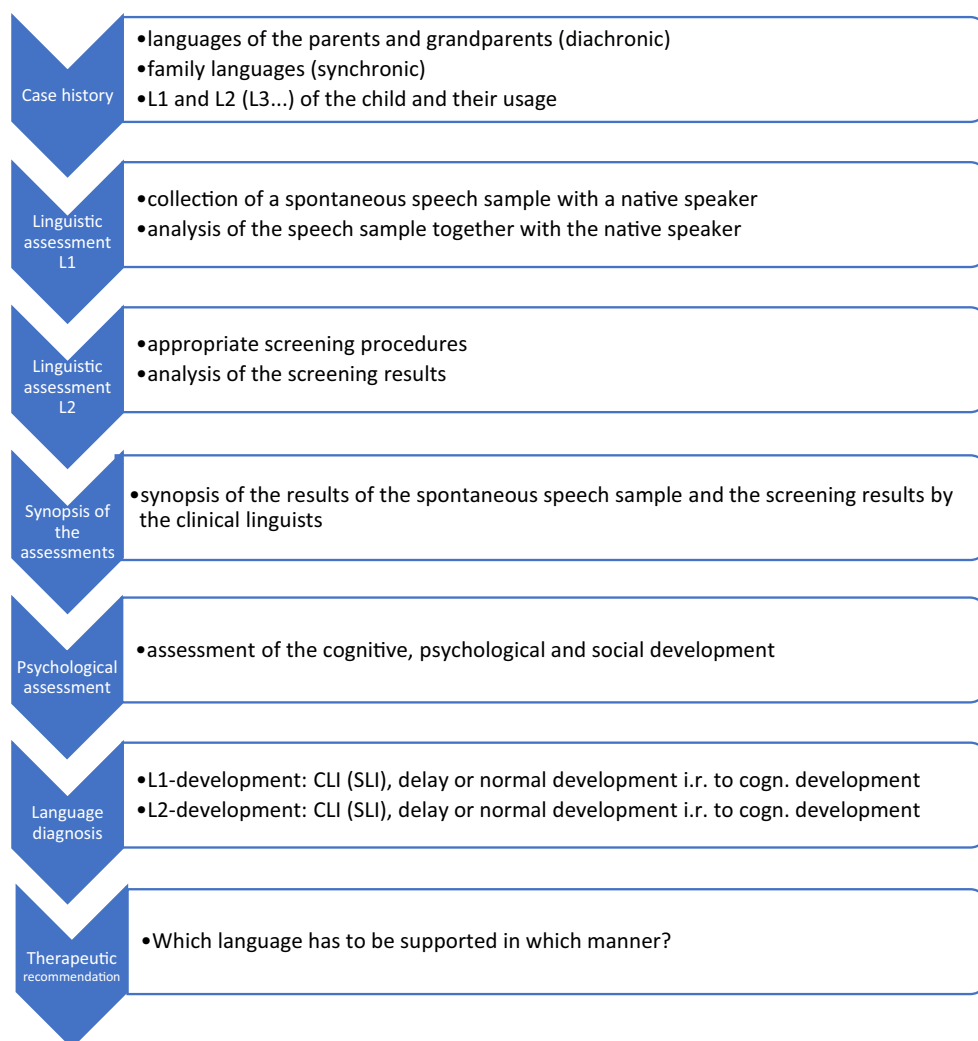 Case history
•languages of the parents and grandparents (diachronic)
•family languages (synchronic)
•L1 and L2 (L3...) of the child and their usage
Linguistic
assessment
L1
•collection of a spontaneous speech sample with a native speaker
•analysis of the speech sample together with the native speaker
Linguistic
assessment
L2
•appropriate screening procedures
•analysis of the screening results
Synopsis of
the
assessments
•synopsis of the results of the spontaneous speech sample and the screening results by
the clinical linguists
Psychological
assessment
•assessment of the cognitive, psychological and social development
Language
diagnosis
•L1-development: CLI (SLI), delay or normal development i.r. to cogn. development
•L2-development: CLI (SLI), delay or normal development i.r. to cogn. development
Therapeutic
recommendation
•Which language has to be supported in which manner?